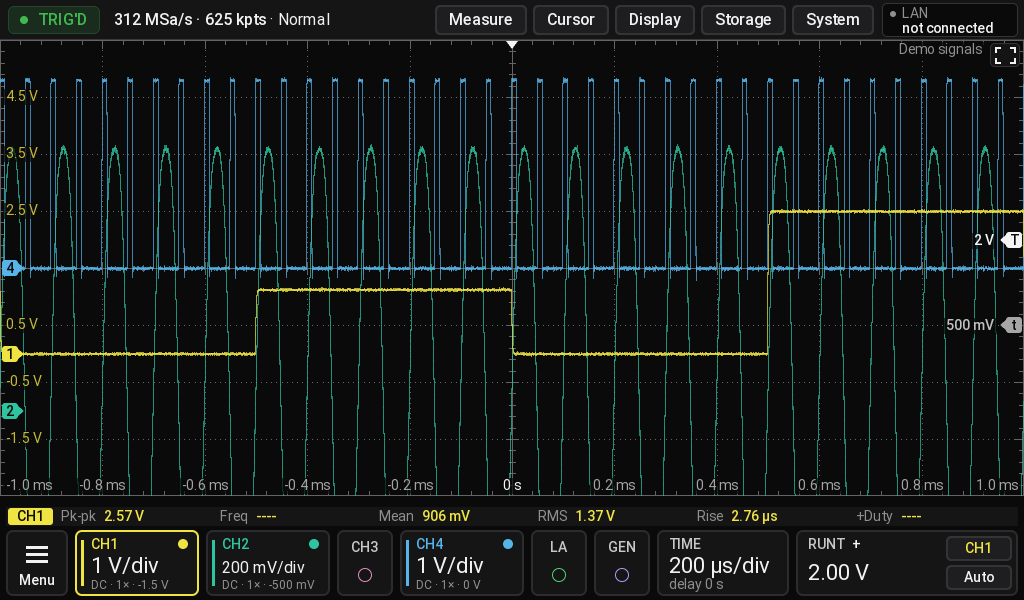 TRIG'D
312 MSa/s · 625 kpts · Normal
Measure
Cursor
Display
Storage
System
LAN
not connected
Demo signals
4.5 V
3.5 V
2.5 V
2 V
T
4
0.5 V
500 mV
t
1
-0.5 V
2
-1.5 V
-1.0 ms
-0.8 ms
-0.6 ms
-0.4 ms
-0.2 ms
0 s
0.2 ms
0.4 ms
0.6 ms
0.8 ms
1.0 ms
CH1
Pk-pk 2.57 V
Freq ----
Mean 906 mV
RMS 1.37 V
Rise 2.76 µs
+Duty ----
Menu
CH1
1 V/div
DC · 1× · -1.5 V
CH2
200 mV/div
DC · 1× · -500 mV
CH3
CH4
1 V/div
DC · 1× · 0 V
LA
GEN
TIME
200 µs/div
delay 0 s
RUNT +
2.00 V
CH1
Auto